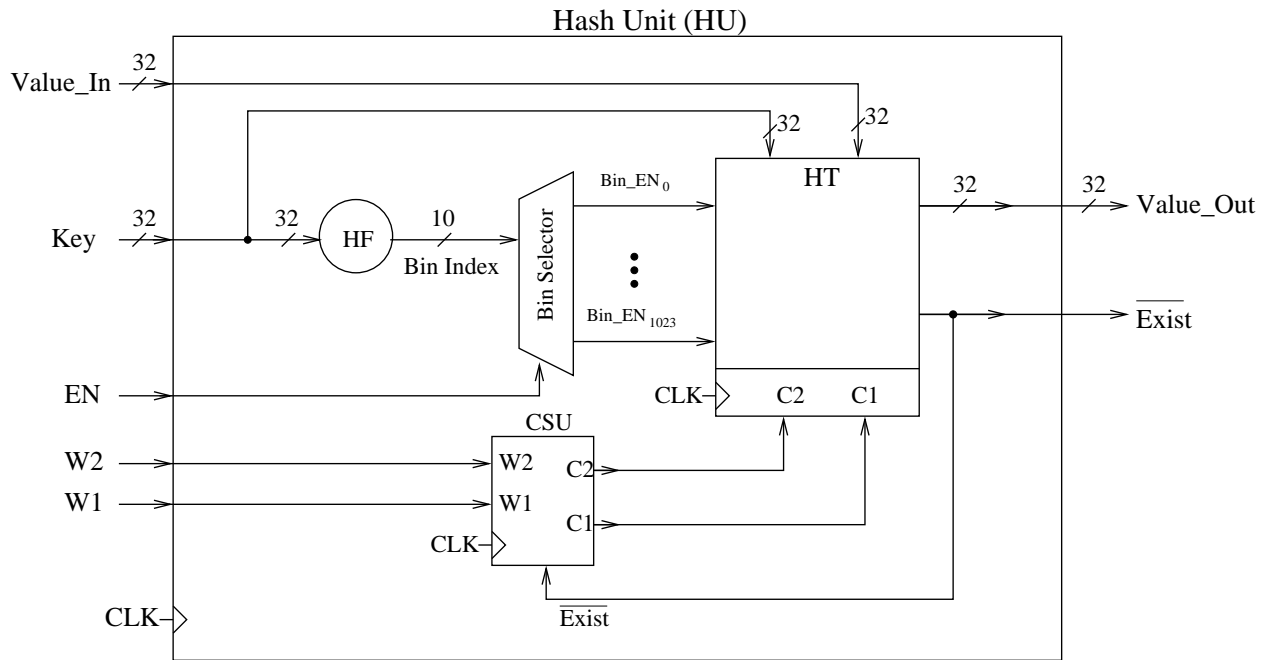 Hash Unit (HU)
32
Value_In
32
32
HT
Bin_EN0
32
32
Value_Out
32
Key
32
HF
10
Bin Index
Bin Selector
Bin_EN1023
Exist
EN
CLK
C2
C1
CSU
W2
W2
C2
W1
W1
C1
CLK
CLK
Exist